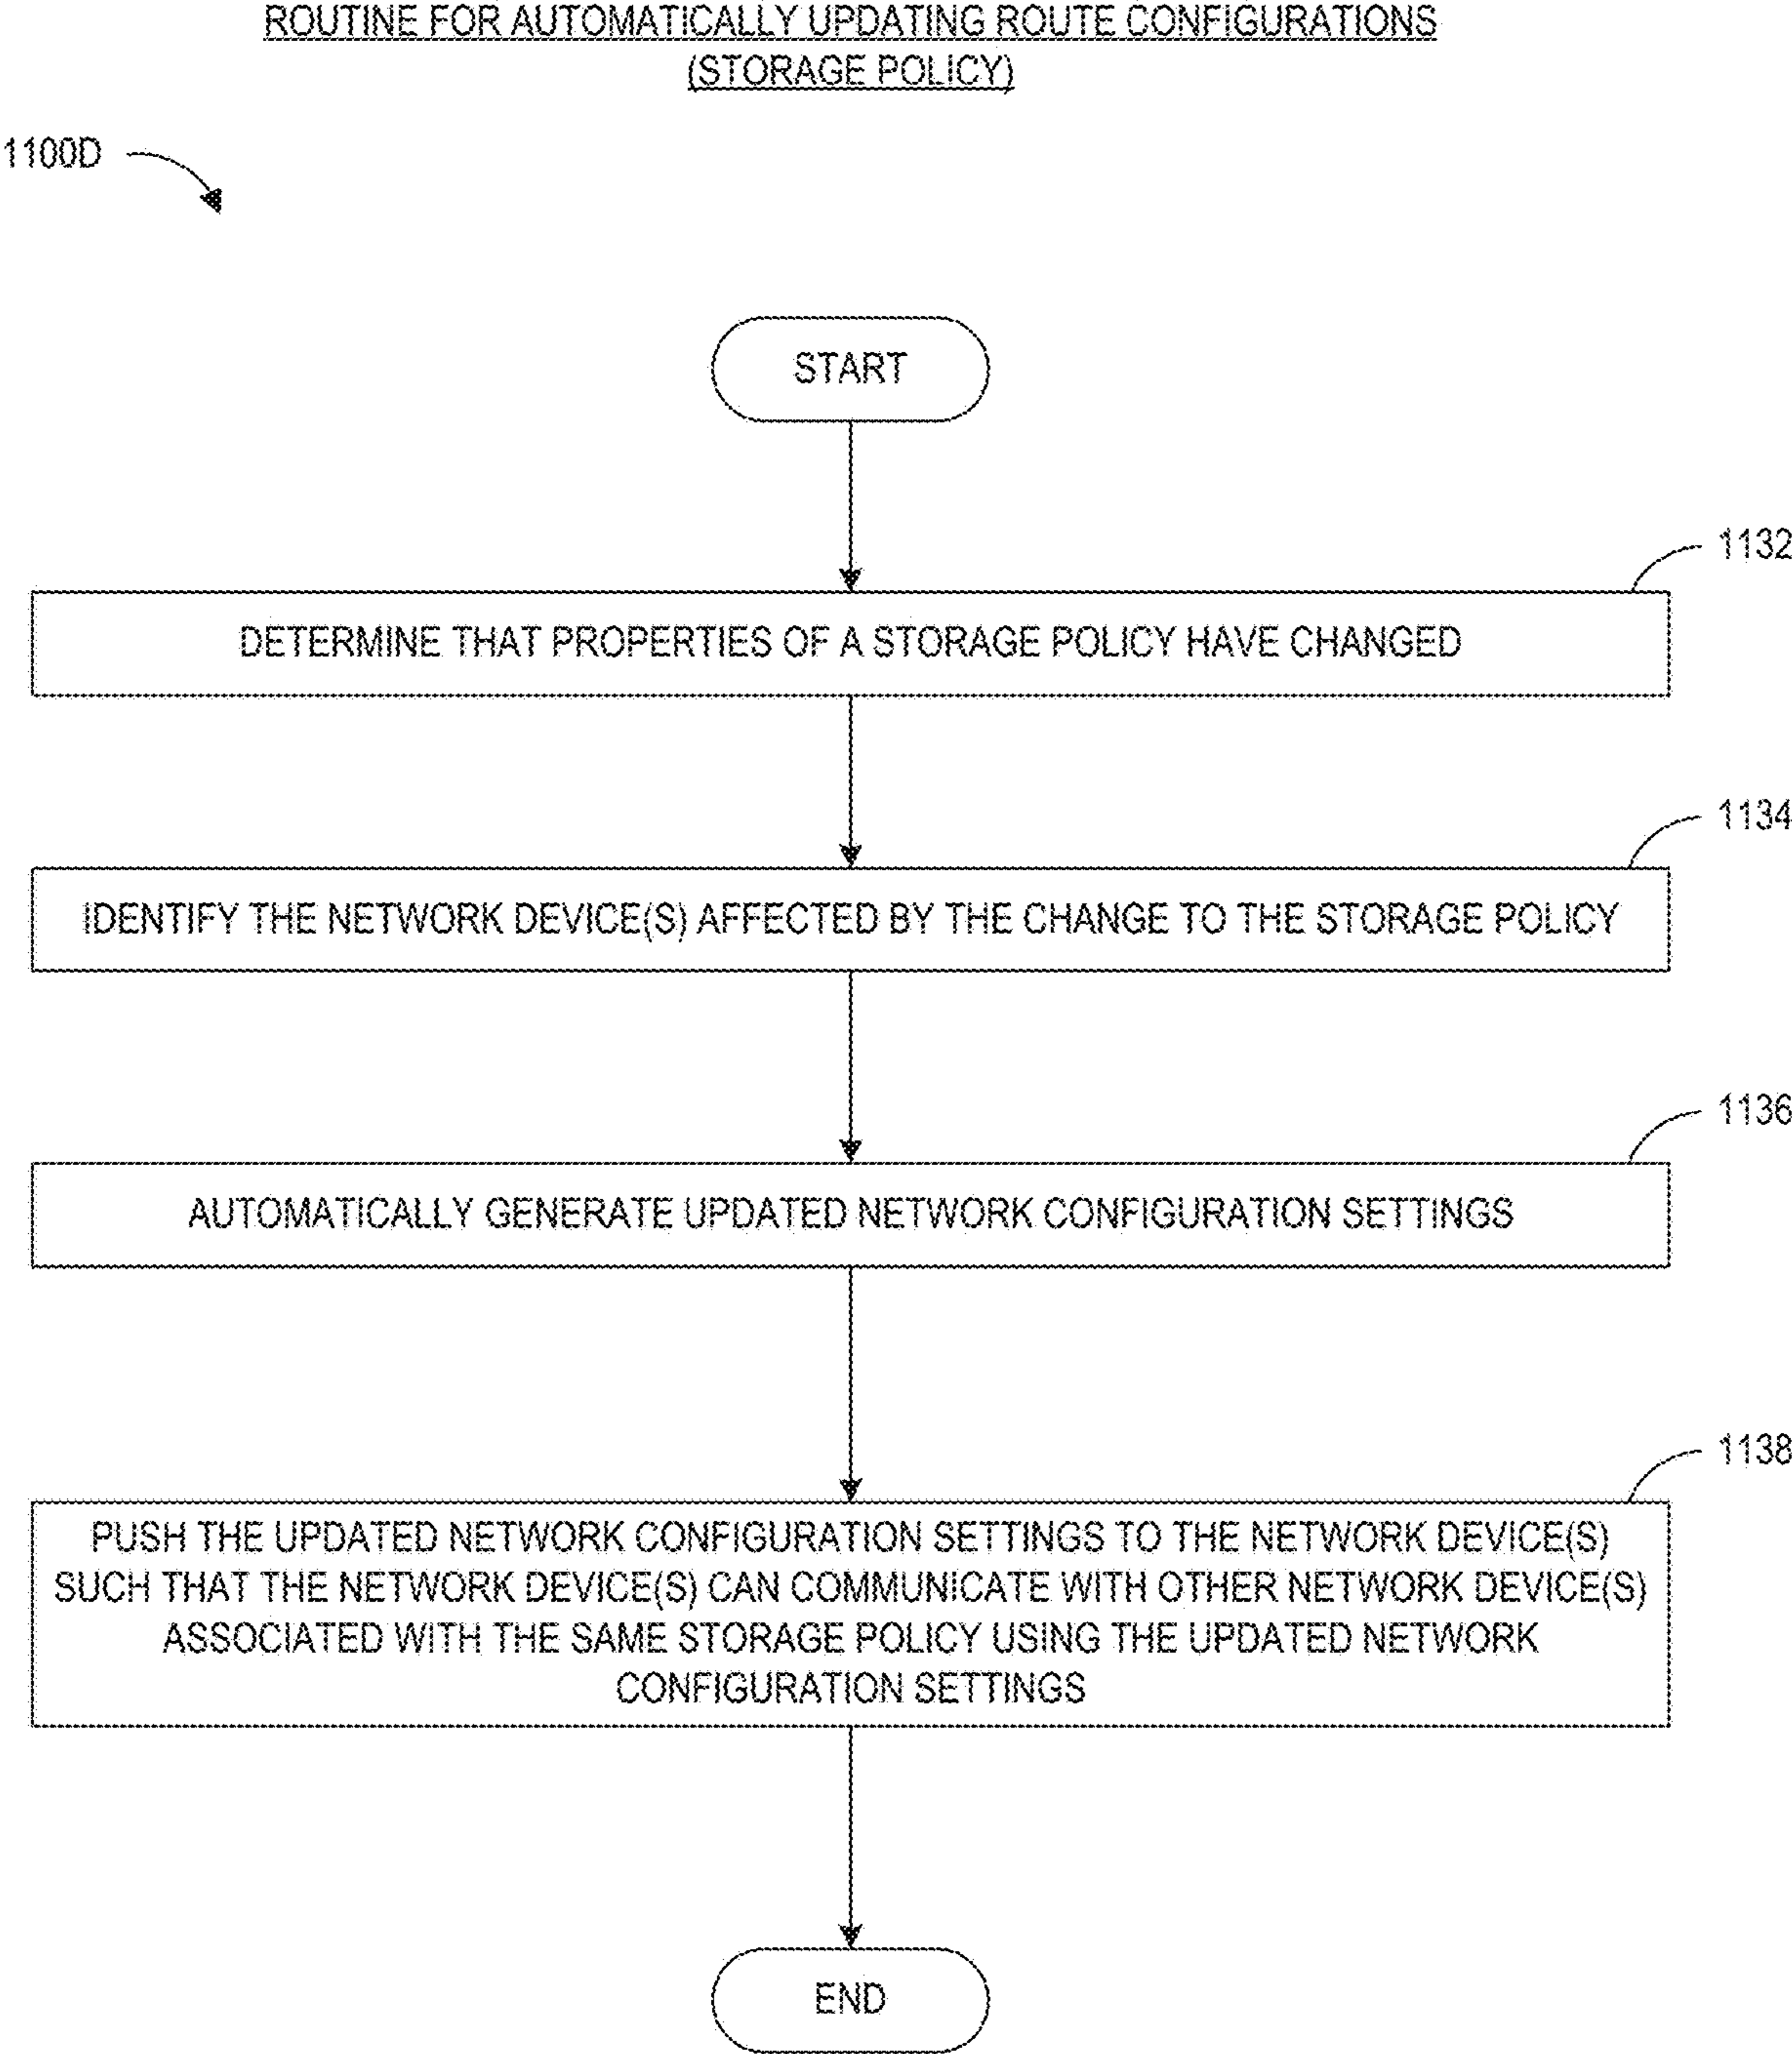 ROUTINE FOR AUTOMATICALLY UPDATING ROUTE CONFIGURATIONS
(STORAGE POLICY)
1100D
START
1132
DETERMINE THAT PROPERTIES OF A STORAGE POLICY HAVE CHANGED
1134
IDENTIFY THE NETWORK DEVICE(S) AFFECTED BY THE CHANGE TO THE STORAGE POLICY
1136
AUTOMATICALLY GENERATE UPDATED NETWORK CONFIGURATION SETTINGS
1138
PUSH THE UPDATED NETWORK CONFIGURATION SETTINGS TO THE NETWORK DEVICE(S)
SUCH THAT THE NETWORK DEVICE(S) CAN COMMUNICATE WITH OTHER NETWORK DEVICE(S)
ASSOCIATED WITH THE SAME STORAGE POLICY USING THE UPDATED NETWORK
CONFIGURATION SETTINGS
END